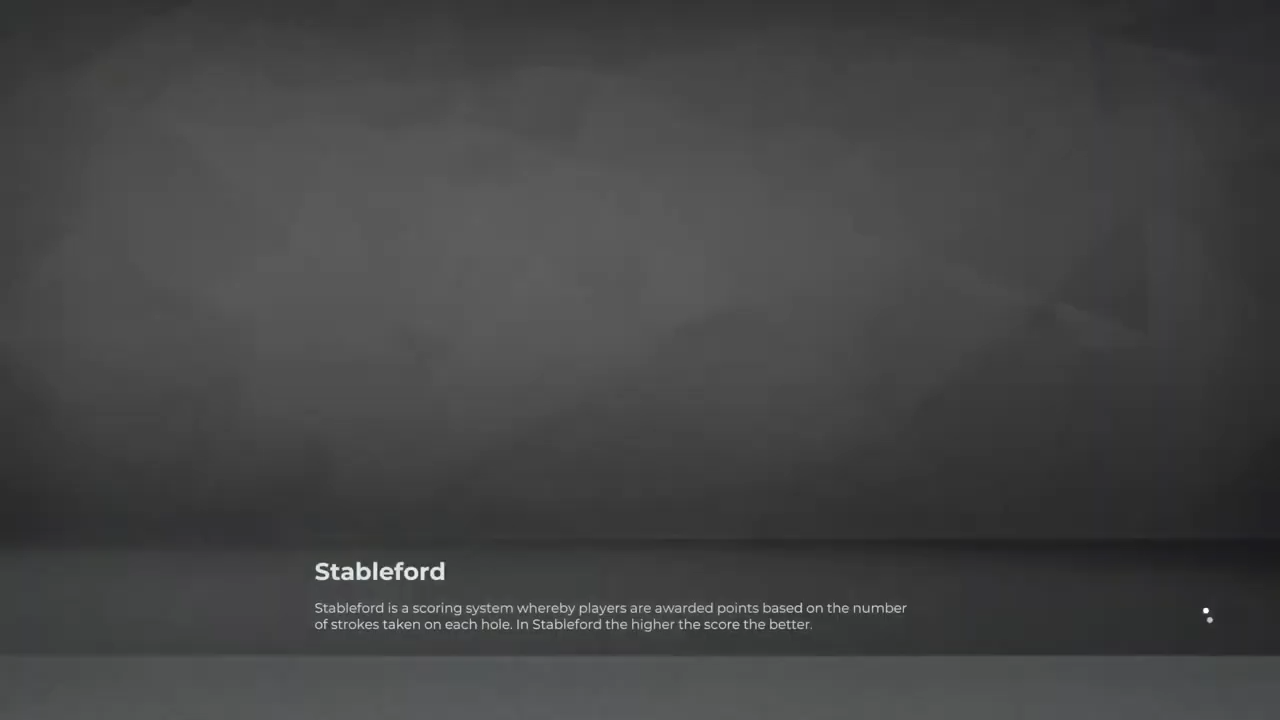 Stableford
Stableford is a scoring system whereby players are awarded points based on the number
of strokes taken on each hole. In Stableford the higher the score the better.